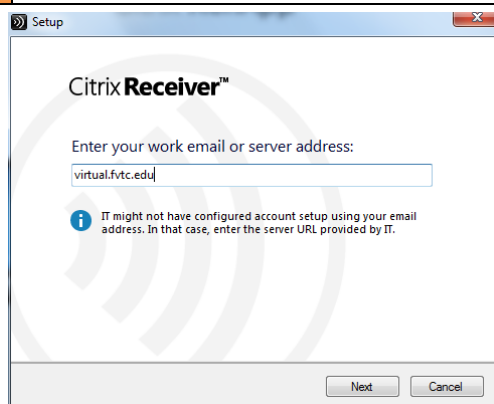 Setup
Citrix Receiver™
Enter your work email or server address:
virtual.fvtc.edu
IT might not have configured account setup using your email
address. In that case, enter the server URL provided by IT.
Next
Cancel